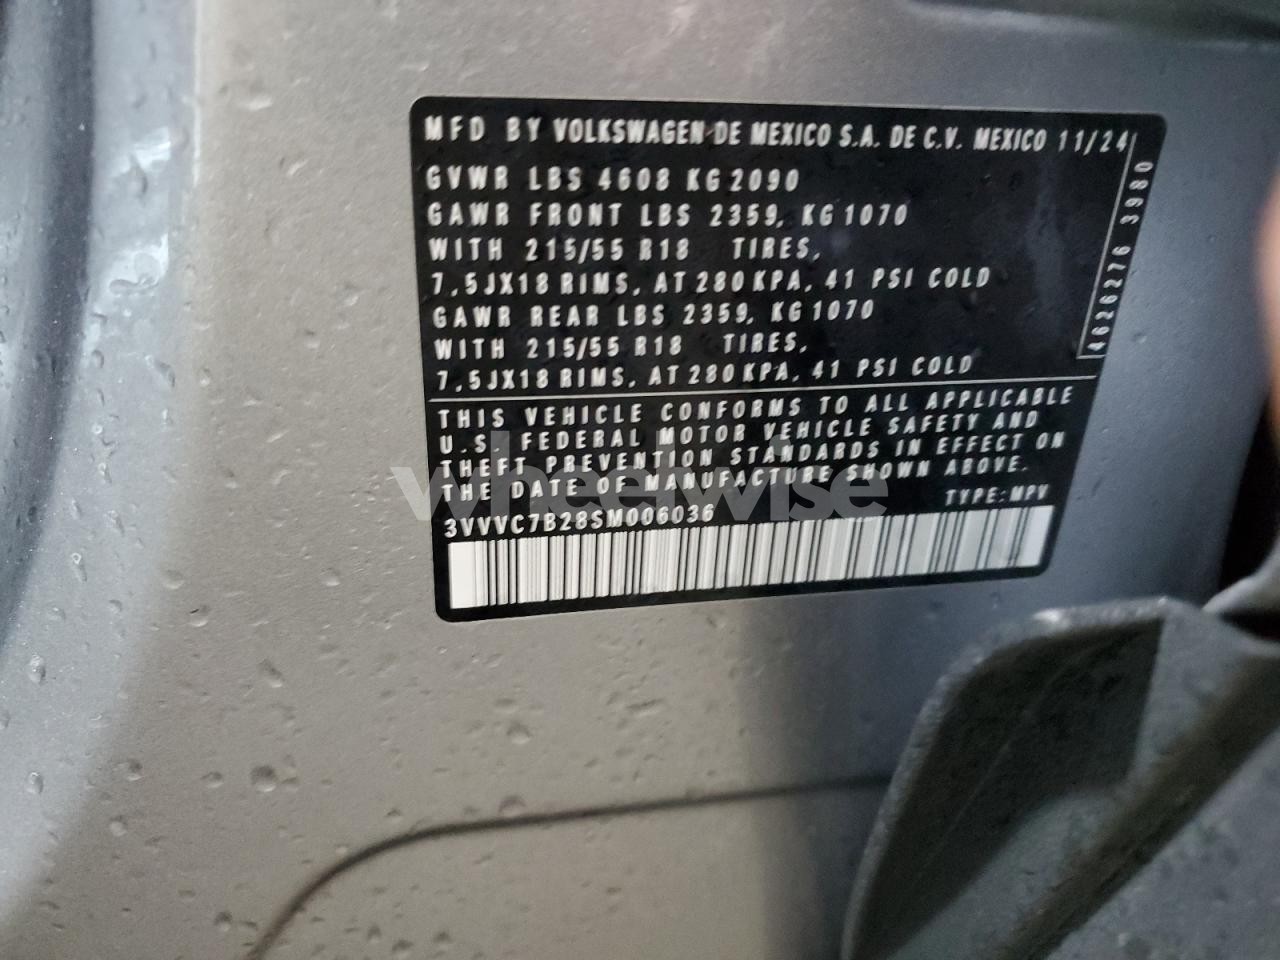 MFD BY VOLKSWAGEN DE MEXICO S.A. DE C.V. MEXICO 11/24
GVWR LBS 4608 KG 2090
GAWR FRONT LBS 2359, KG 1070
WITH 215/55 R18 TIRES,
7.5JX18 RIMS, AT 280 KPA, 41 PSI COLD
GAWR REAR LBS 2359, KG 1070
WITH 215/55 R18 TIRES,
7.5JX18 RIMS, AT 280 KPA, 41 PSI COLD
4626276 3980
THIS VEHICLE CONFORMS TO ALL APPLICABLE
U.S. FEDERAL MOTOR VEHICLE SAFETY AND
THEFT PREVENTION STANDARDS IN EFFECT ON
THE DATE OF MANUFACTURE SHOWN ABOVE.
TYPE: MPV
3VVVC7B28SM006036
wheelwise